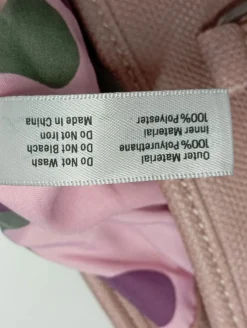 Outer Material
100% Polyurethane
inner Material
100% Polyester
Do Not Wash
Do Not Bleach
Do Not Iron
Made In China